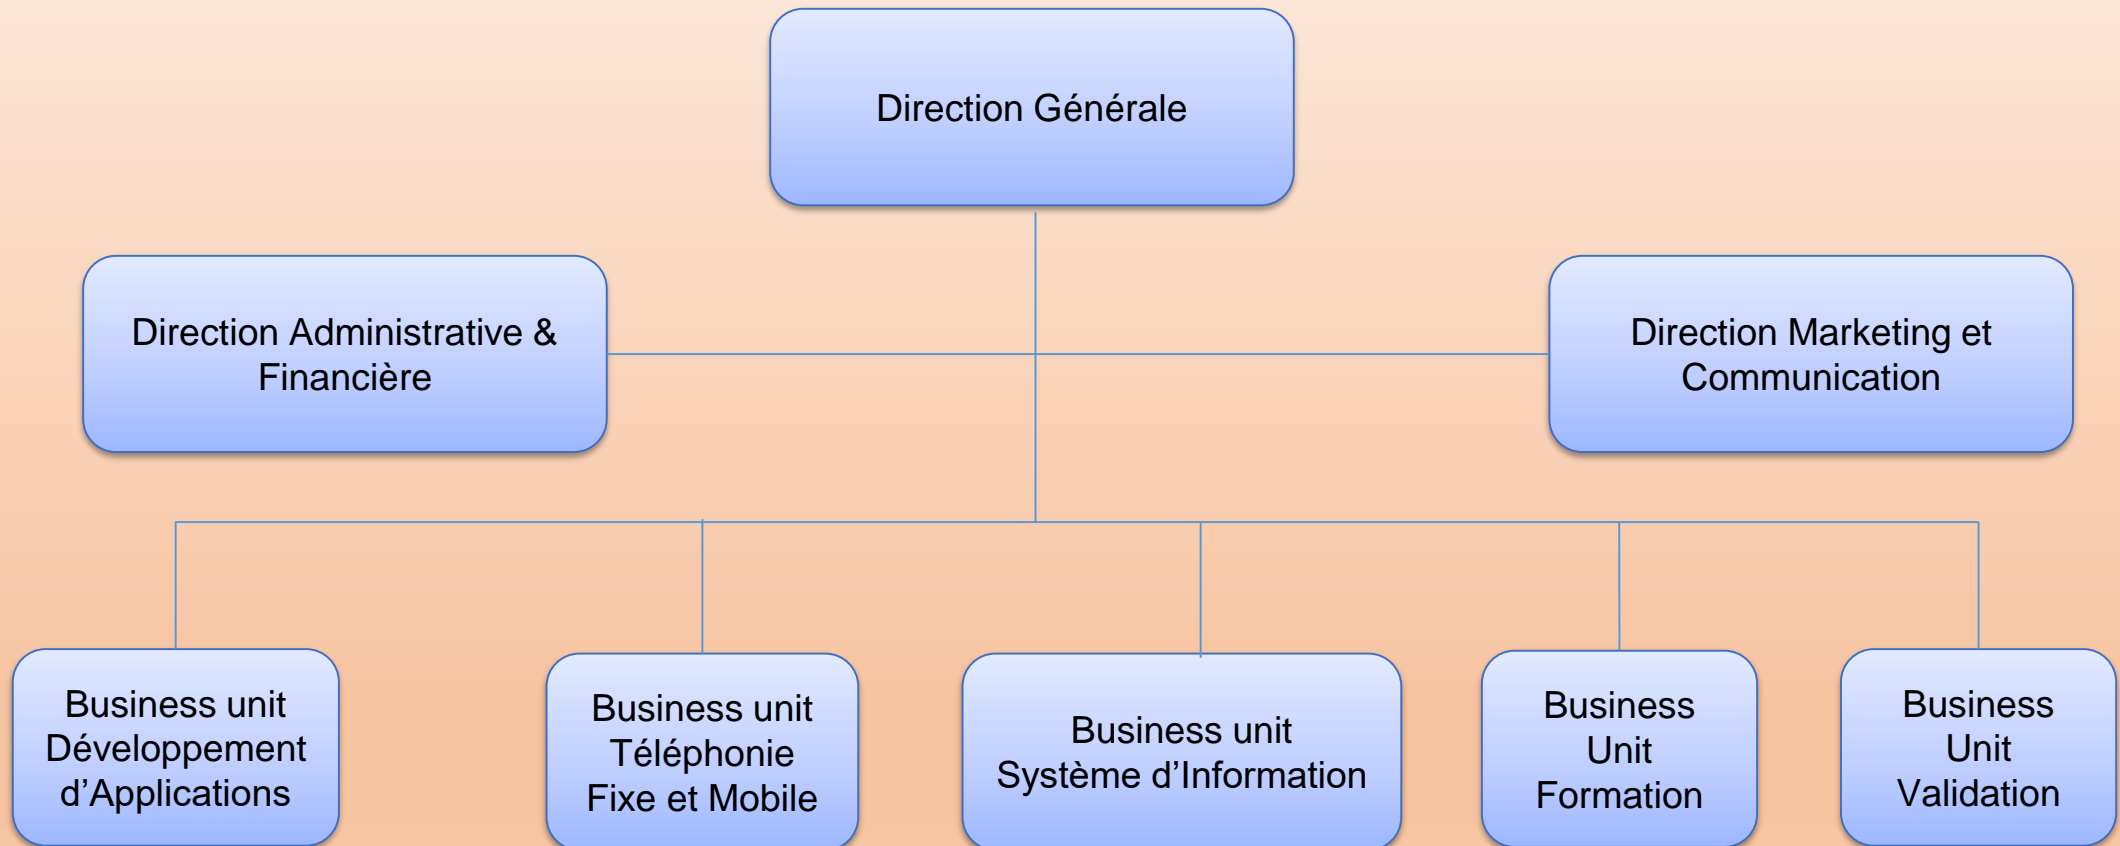 Direction Générale
Direction Administrative &
Financière
Direction Marketing et
Communication
Business unit
Développement
d’Applications
Business unit
Téléphonie
Fixe et Mobile
Business unit
Système d’Information
Business
Unit
Formation
Business
Unit
Validation